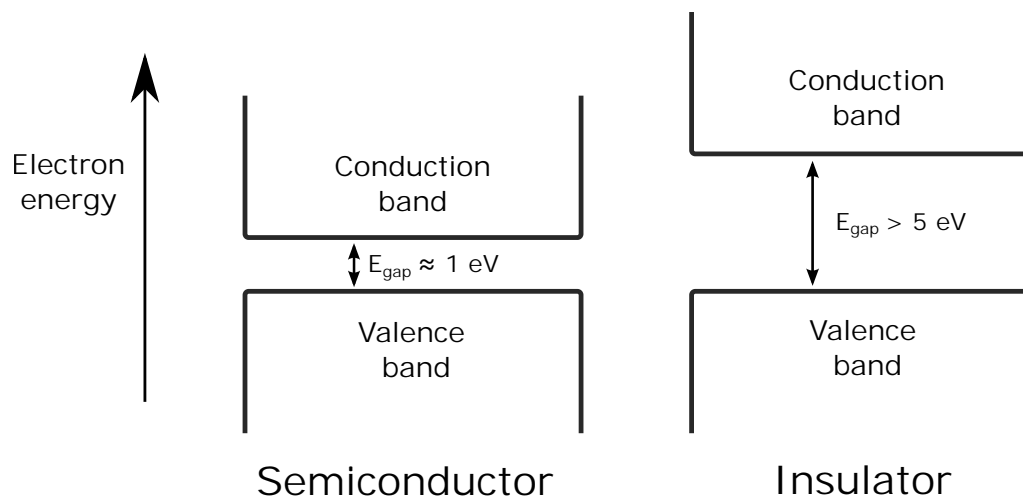 Electron
energy
Conduction
band
E_gap ≈ 1 eV
Valence
band
Semiconductor
Conduction
band
E_gap > 5 eV
Valence
band
Insulator